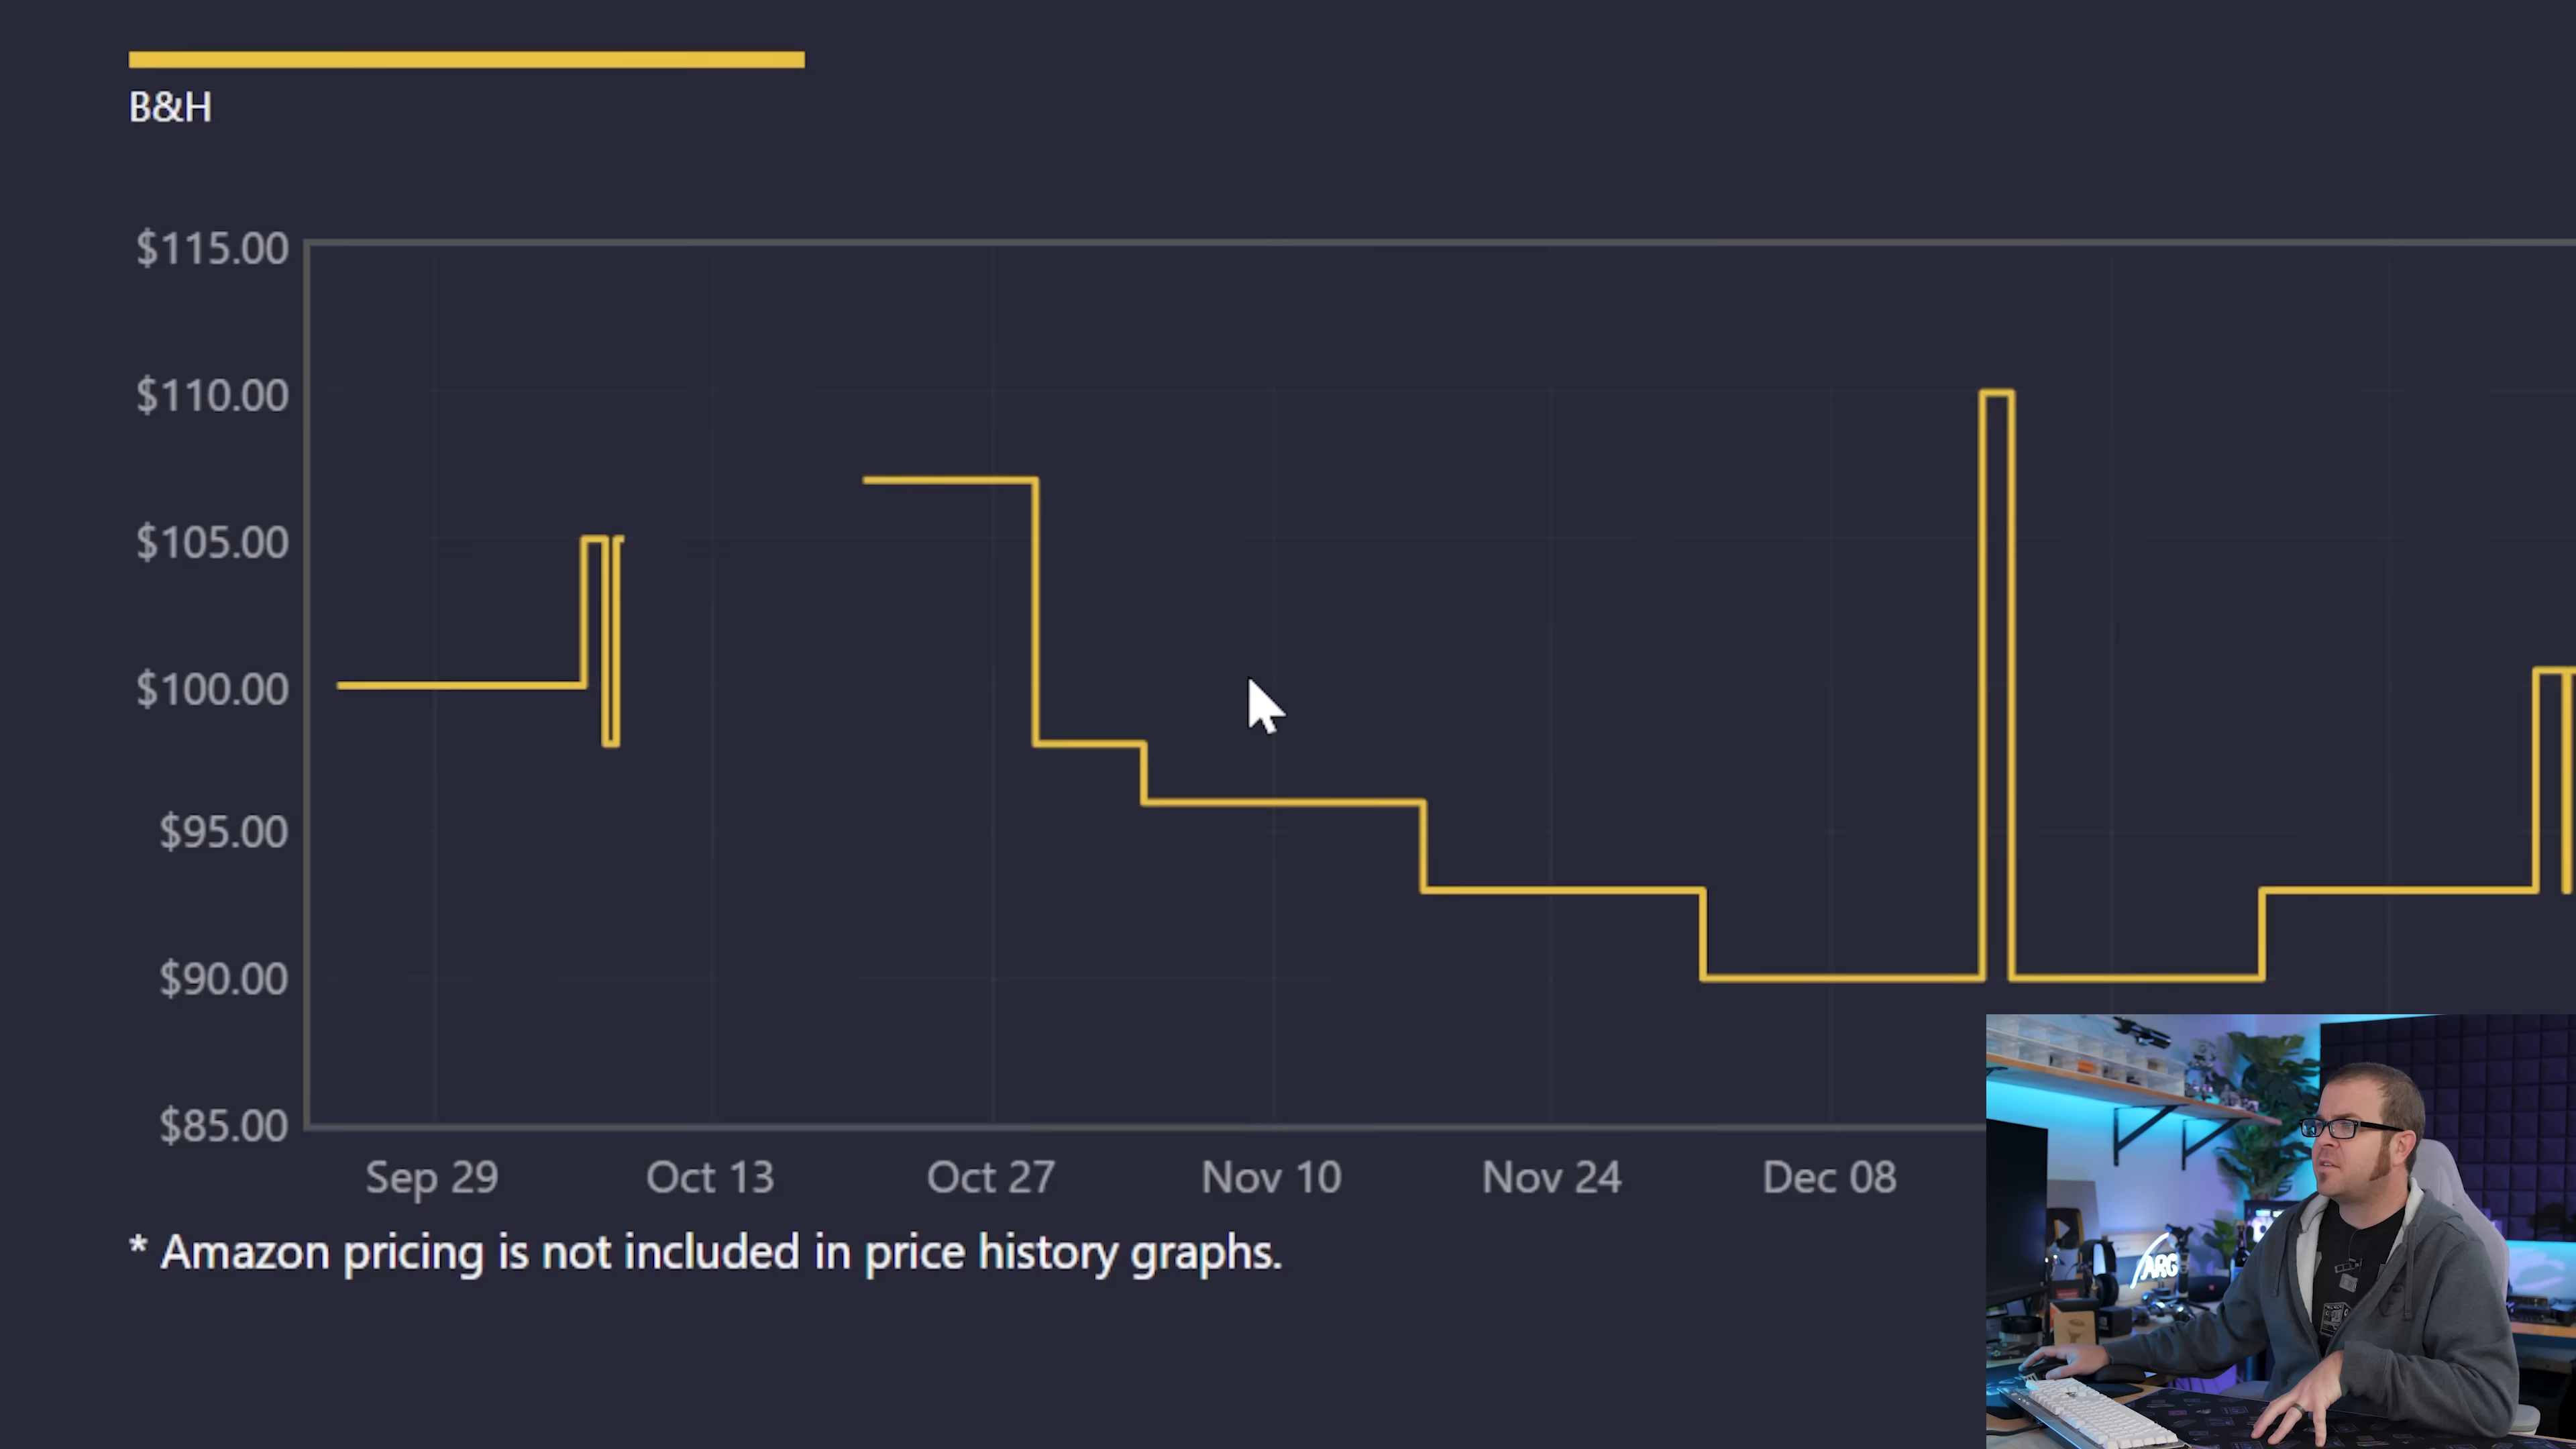 B&H
$115.00
$110.00
$105.00
$100.00
$95.00
$90.00
$85.00
Sep 29 Oct 13 Oct 27 Nov 10 Nov 24 Dec 08
* Amazon pricing is not included in price history graphs.
ARG